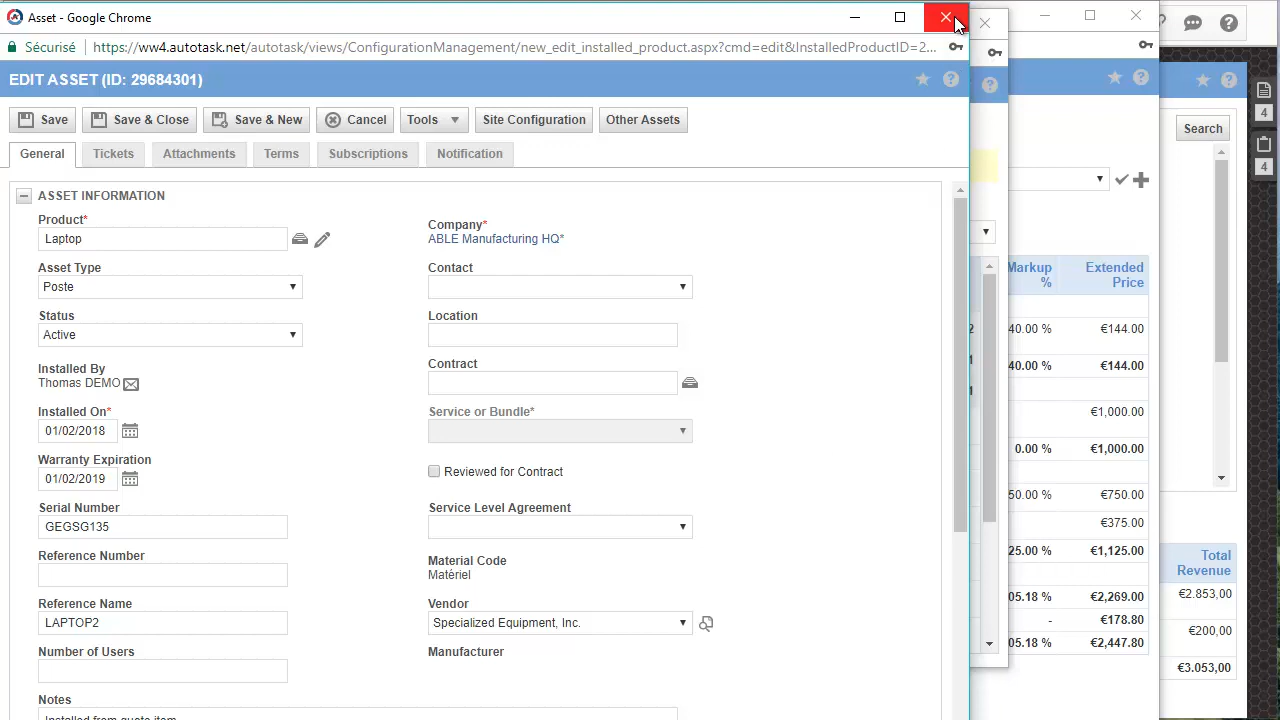 Asset - Google Chrome
Sécurisé https://ww4.autotask.net/autotask/views/ConfigurationManagement/new_edit_installed_product.aspx?cmd=edit&InstalledProductID=2...
EDIT ASSET (ID: 29684301)
Save Save & Close Save & New Cancel Tools Site Configuration Other Assets
General Tickets Attachments Terms Subscriptions Notification
ASSET INFORMATION
Product*
Laptop
Asset Type
Poste
Status
Active
Installed By
Thomas DEMO
Installed On*
01/02/2018
Warranty Expiration
01/02/2019
Serial Number
GEGSG135
Reference Number
Reference Name
LAPTOP2
Number of Users
Notes
Company*
ABLE Manufacturing HQ*
Contact
Location
Contract
Service or Bundle*
Reviewed for Contract
Service Level Agreement
Material Code
Matériel
Vendor
Specialized Equipment, Inc.
Manufacturer
Markup % Extended Price
40.00 % €144.00
40.00 % €144.00
€1,000.00
0.00 % €1,000.00
50.00 % €750.00
€375.00
25.00 % €1,125.00
05.18 % €2,269.00
- €178.80
05.18 % €2,447.80
Search
4
4
Total Revenue
€2.853,00
€200,00
€3.053,00